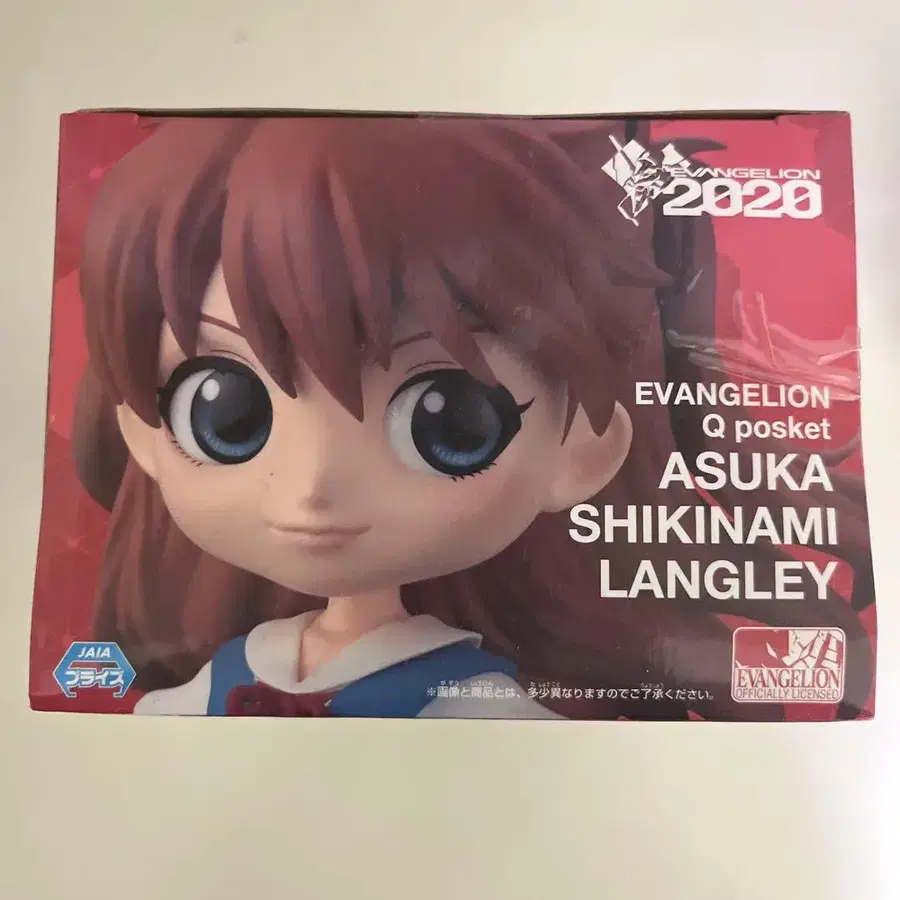 EVANGELION
2020
EVANGELION
Q posket
ASUKA
SHIKINAMI
LANGLEY
JAIA
プライズ
※画像と商品とは、多少異なりますのでご了承ください。
EVANGELION
OFFICIALLY LICENSED